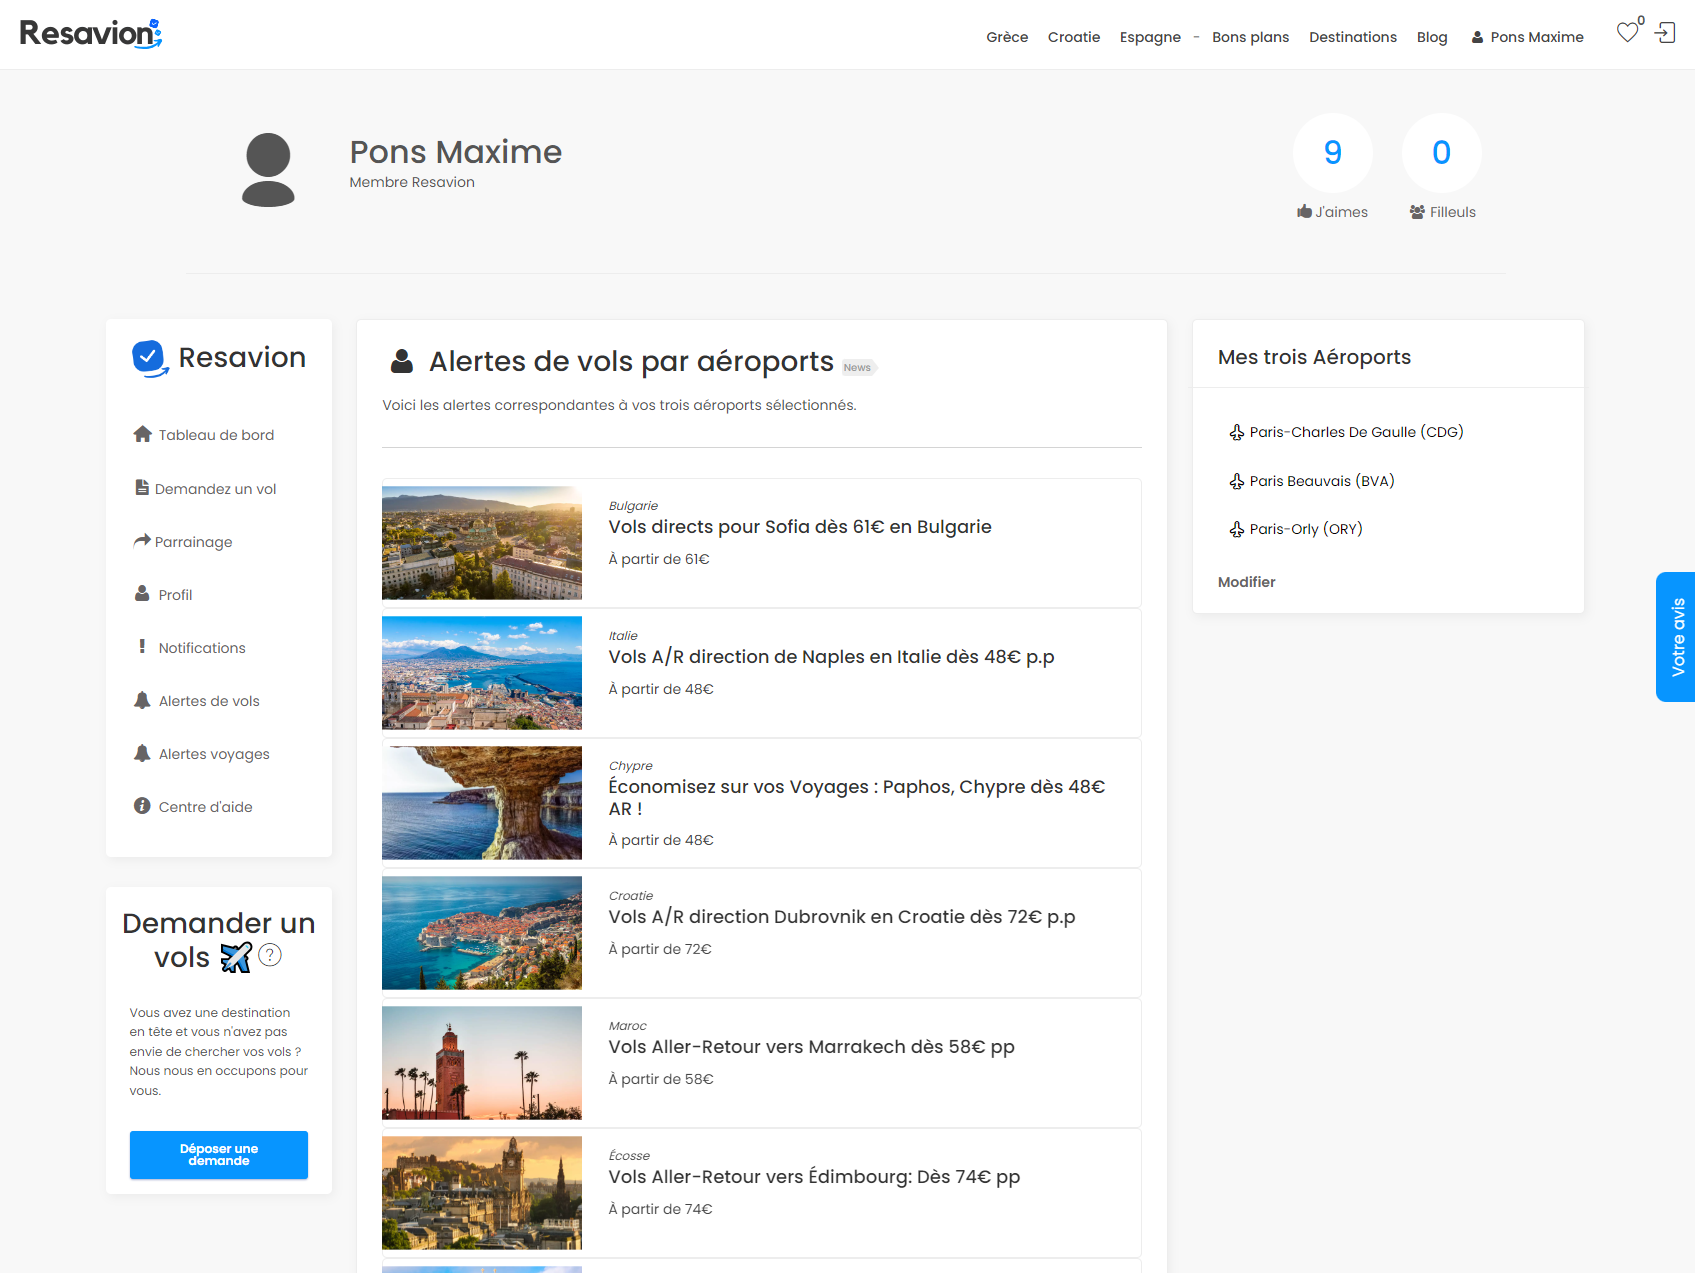 Resavion
Grèce Croatie Espagne - Bons plans Destinations Blog Pons Maxime 0
Pons Maxime
Membre Resavion
9 0
J'aimes Filleuls
Resavion
Tableau de bord
Demandez un vol
Parrainage
Profil
Notifications
Alertes de vols
Alertes voyages
Centre d'aide
Demander un
vols ?
Vous avez une destination
en tête et vous n'avez pas
envie de chercher vos vols ?
Nous nous en occupons pour
vous.
Déposer une
demande
Alertes de vols par aéroports News
Voici les alertes correspondantes à vos trois aéroports sélectionnés.
Bulgarie
Vols directs pour Sofia dès 61€ en Bulgarie
À partir de 61€
Italie
Vols A/R direction de Naples en Italie dès 48€ p.p
À partir de 48€
Chypre
Économisez sur vos Voyages : Paphos, Chypre dès 48€
AR !
À partir de 48€
Croatie
Vols A/R direction Dubrovnik en Croatie dès 72€ p.p
À partir de 72€
Maroc
Vols Aller-Retour vers Marrakech dès 58€ pp
À partir de 58€
Écosse
Vols Aller-Retour vers Édimbourg: Dès 74€ pp
À partir de 74€
Mes trois Aéroports
Paris-Charles De Gaulle (CDG)
Paris Beauvais (BVA)
Paris-Orly (ORY)
Modifier
Votre avis